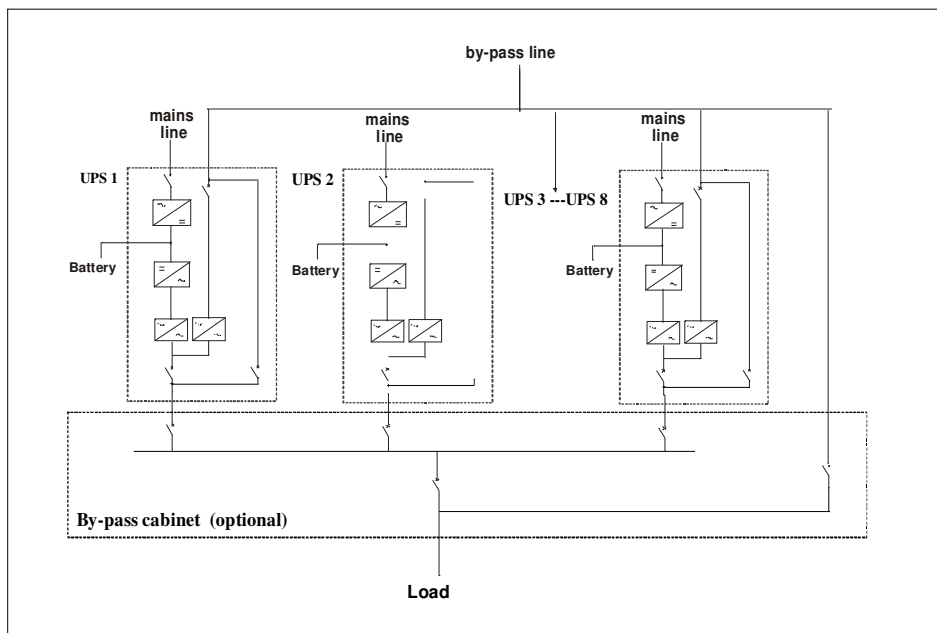 by-pass line
mains
line
mains
line
mains
line
UPS 1
UPS 2
UPS 3 ---UPS 8
Battery
Battery
Battery
By-pass cabinet (optional)
Load